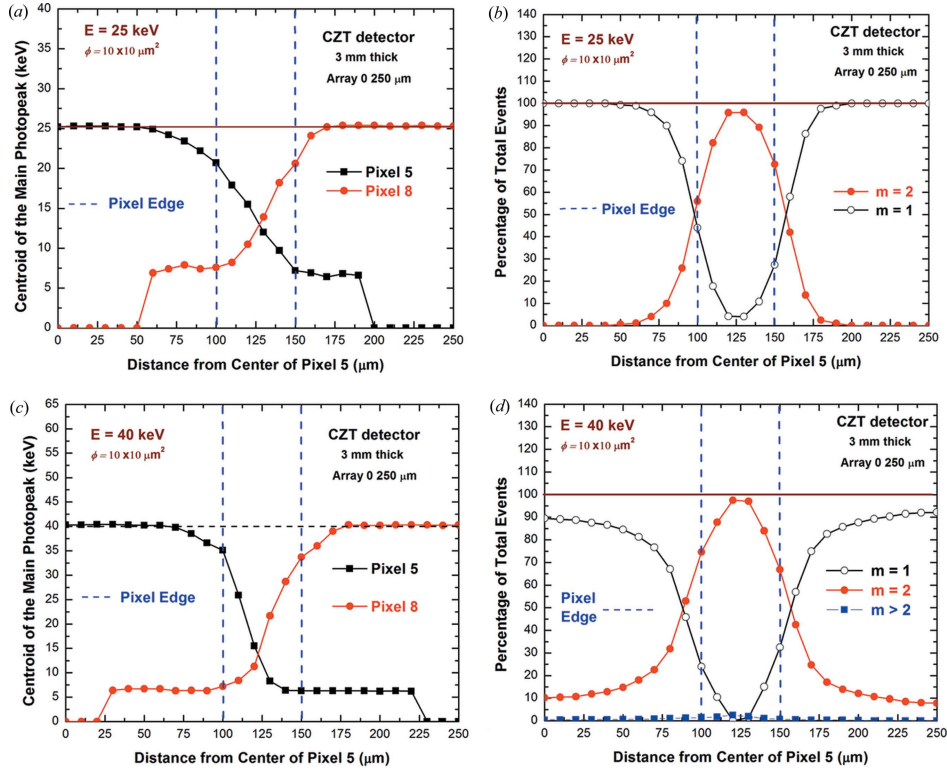 (a)
E = 25 keV
ϕ = 10 x10 μm²
CZT detector
3 mm thick
Array 0 250 μm
Pixel 5
Pixel 8
Pixel Edge
Centroid of the Main Photopeak (keV)
40
35
30
25
20
15
10
5
0
0 25 50 75 100 125 150 175 200 225 250
Distance from Center of Pixel 5 (μm)
(b)
E = 25 keV
ϕ = 10 x10 μm²
CZT detector
3 mm thick
Array 0 250 μm
Pixel Edge
m = 2
m = 1
Percentage of Total Events
140
130
120
110
100
90
80
70
60
50
40
30
20
10
0
0 25 50 75 100 125 150 175 200 225 250
Distance from Center of Pixel 5 (μm)
(c)
E = 40 keV
ϕ = 10 x10 μm²
CZT detector
3 mm thick
Array 0 250 μm
Pixel 5
Pixel Edge
Pixel 8
Centroid of the Main Photopeak (keV)
65
60
55
50
45
40
35
30
25
20
15
10
5
0
0 25 50 75 100 125 150 175 200 225 250
Distance from Center of Pixel 5 (μm)
(d)
E = 40 keV
ϕ = 10 x10 μm²
CZT detector
3 mm thick
Array 0 250 μm
m = 1
m = 2
m > 2
Pixel
Edge
Percentage of Total Events
140
130
120
110
100
90
80
70
60
50
40
30
20
10
0
0 25 50 75 100 125 150 175 200 225 250
Distance from Center of Pixel 5 (μm)